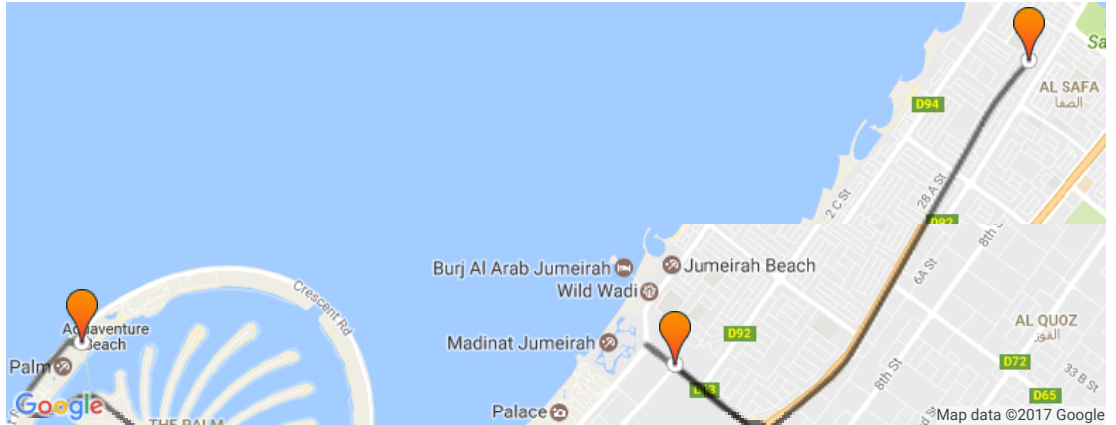 AL SAFA
الصفا
D94
28 A St
2 C St
D92
8th
6A St
Burj Al Arab Jumeirah
Jumeirah Beach
Wild Wadi
Crescent Rd
AL QUOZ
القوز
Aquaventure
Beach
D92
Madinat Jumeirah
D72
Palm
8th St
33 B St
D65
Google
Palace
THE PALM
Map data ©2017 Google